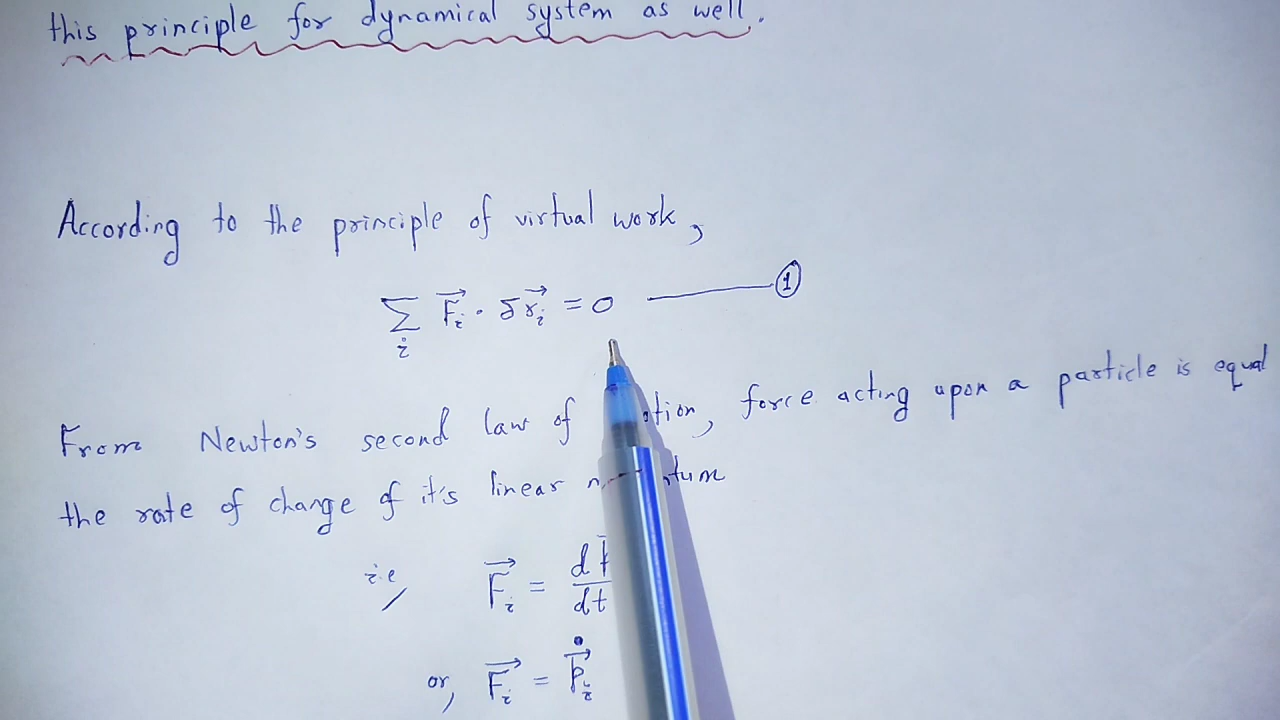 this principle for dynamical system as well.
According to the principle of virtual work,
∑ᵢ F⃗ᵢ · δr⃗ᵢ = 0 ——— ①
From Newton's second law of otion, force acting upon a particle is equal
the rate of change of it's linear
i.e F⃗ᵢ = d/dt
or, F⃗ᵢ = ṗ⃗ᵢ